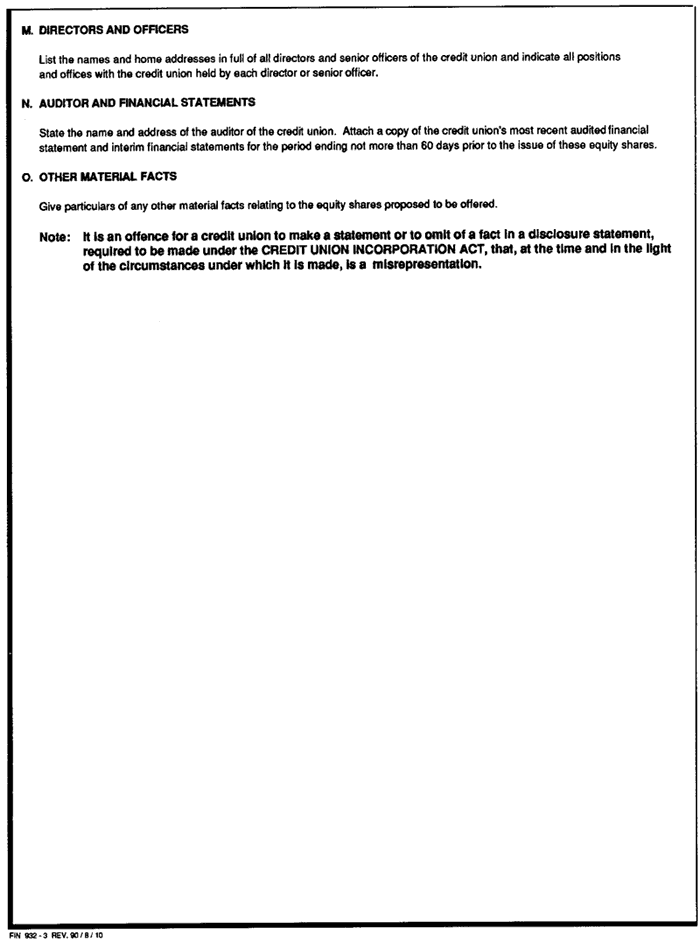 M. DIRECTORS AND OFFICERS
List the names and home addresses in full of all directors and senior officers of the credit union and indicate all positions
and offices with the credit union held by each director or senior officer.
N. AUDITOR AND FINANCIAL STATEMENTS
State the name and address of the auditor of the credit union. Attach a copy of the credit union's most recent audited financial
statement and interim financial statements for the period ending not more than 60 days prior to the issue of these equity shares.
O. OTHER MATERIAL FACTS
Give particulars of any other material facts relating to the equity shares proposed to be offered.
Note: It is an offence for a credit union to make a statement or to omit of a fact in a disclosure statement,
required to be made under the CREDIT UNION INCORPORATION ACT, that, at the time and in the light
of the circumstances under which it is made, is a misrepresentation.
FIN 932 - 3 REV. 90 / 8 / 10